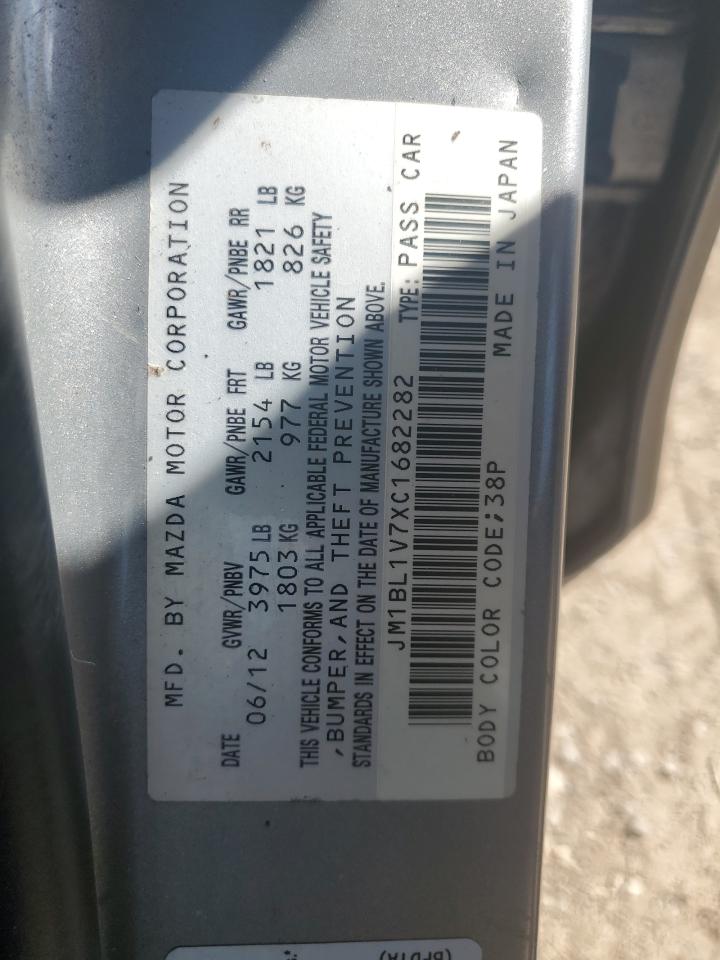 MFD. BY MAZDA MOTOR CORPORATION
DATE GVWR/PNBV GAWR/PNBE FRT GAWR/PNBE RR
06/12 3975 LB 2154 LB 1821 LB
1803 KG 977 KG 826 KG
THIS VEHICLE CONFORMS TO ALL APPLICABLE FEDERAL MOTOR VEHICLE SAFETY
,BUMPER,AND THEFT PREVENTION
STANDARDS IN EFFECT ON THE DATE OF MANUFACTURE SHOWN ABOVE.
JM1BL1V7XC1682282 TYPE: PASS CAR
BODY COLOR CODE;38P MADE IN JAPAN